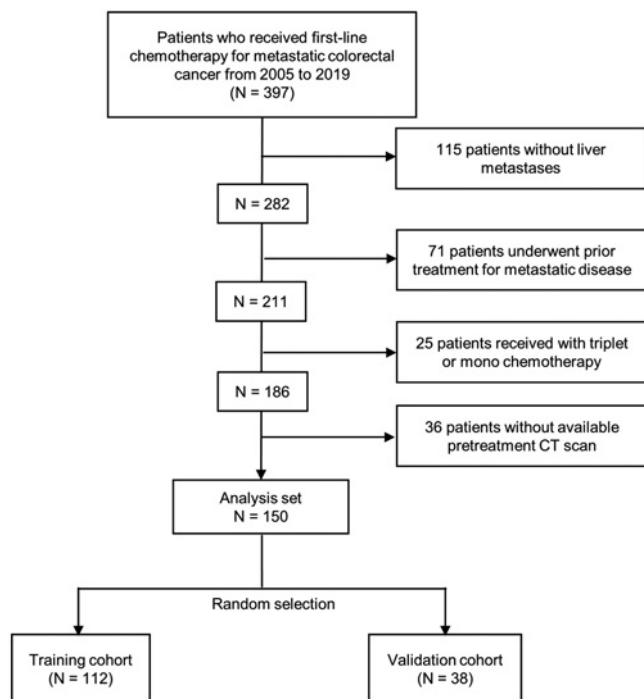 Patients who received first-line
chemotherapy for metastatic colorectal
cancer from 2005 to 2019
(N = 397)
115 patients without liver
metastases
N = 282
71 patients underwent prior
treatment for metastatic disease
N = 211
25 patients received with triplet
or mono chemotherapy
N = 186
36 patients without available
pretreatment CT scan
Analysis set
N = 150
Random selection
Training cohort
(N = 112)
Validation cohort
(N = 38)